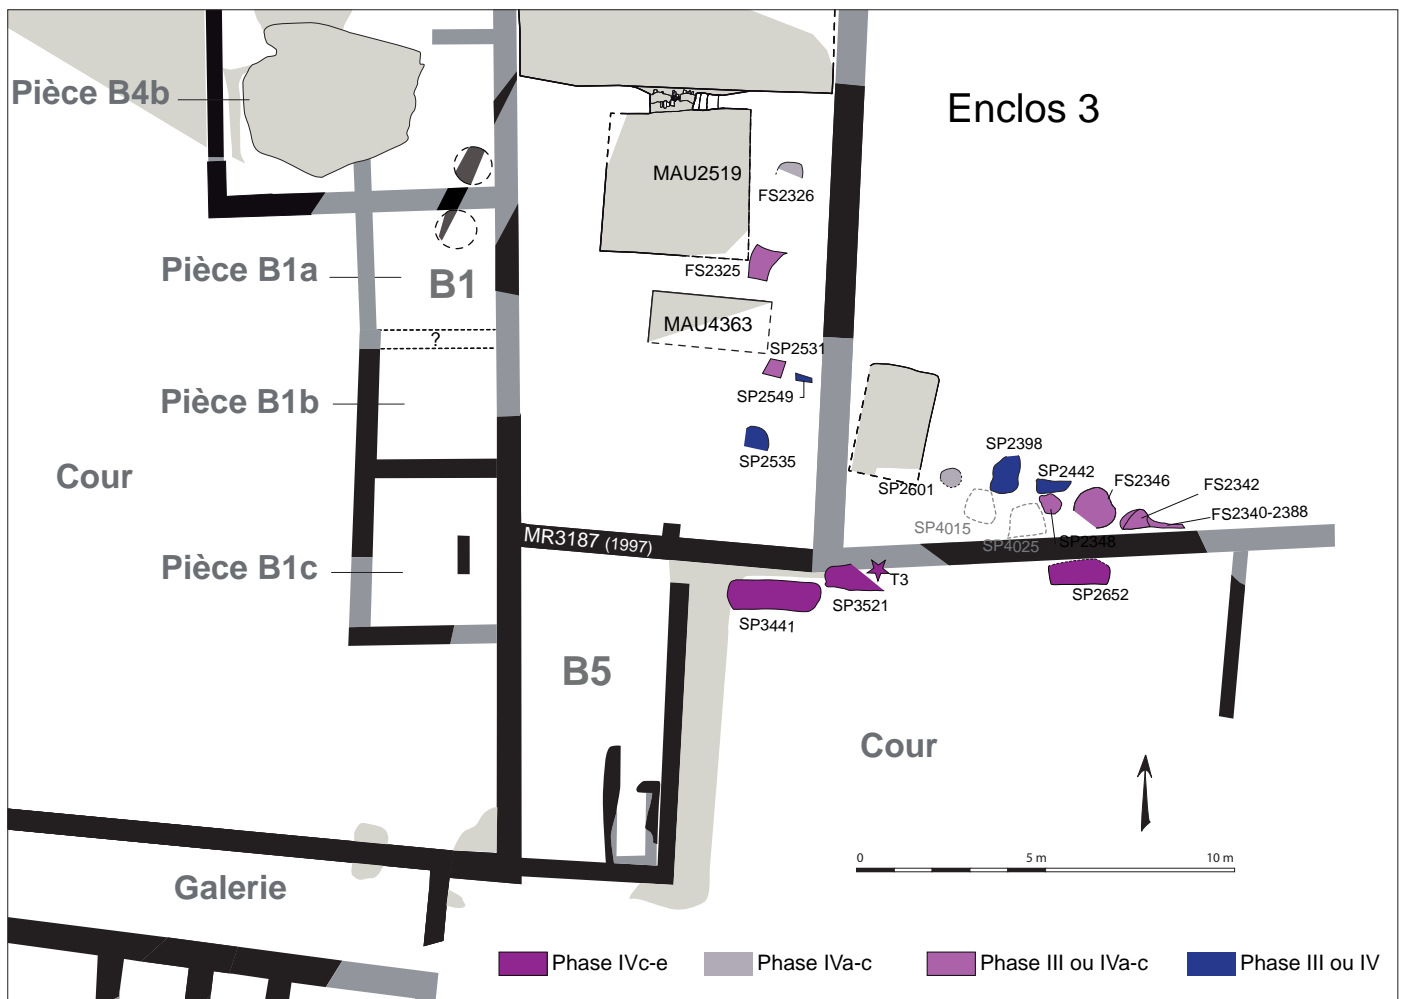 Pièce B4b
Enclos 3
MAU2519
FS2326
Pièce B1a
B1
FS2325
MAU4363
?
SP2531
SP2549
Pièce B1b
SP2535
SP2398
Cour
SP2601
SP2442
FS2346
FS2342
FS2340-2388
SP4015
SP4025
SP2348
MR3187 (1997)
Pièce B1c
T3
SP3521
SP2652
SP3441
B5
Cour
0 5 m 10 m
Galerie
Phase IVc-e
Phase IVa-c
Phase III ou IVa-c
Phase III ou IV